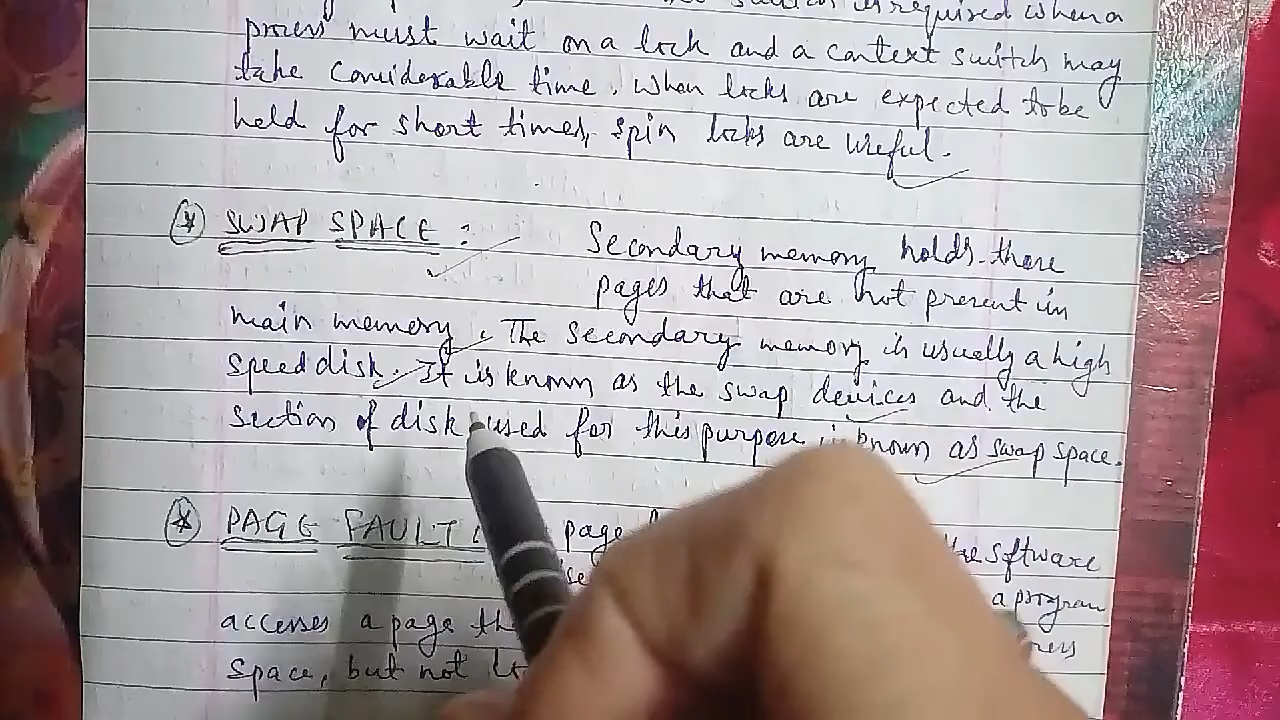 is required when a
process must wait on a lock and a context switch may
take considerable time. When locks are expected to be
held for short times, spin locks are useful.
* SWAP SPACE : Secondary memory holds those
pages that are not present in
main memory. The secondary memory is usually a high
speed disk. It is known as the swap devices and the
section of disk used for this purpose is known as swap space.
* PAGE FAULT : page the software
a program
accesses a page
space, but not